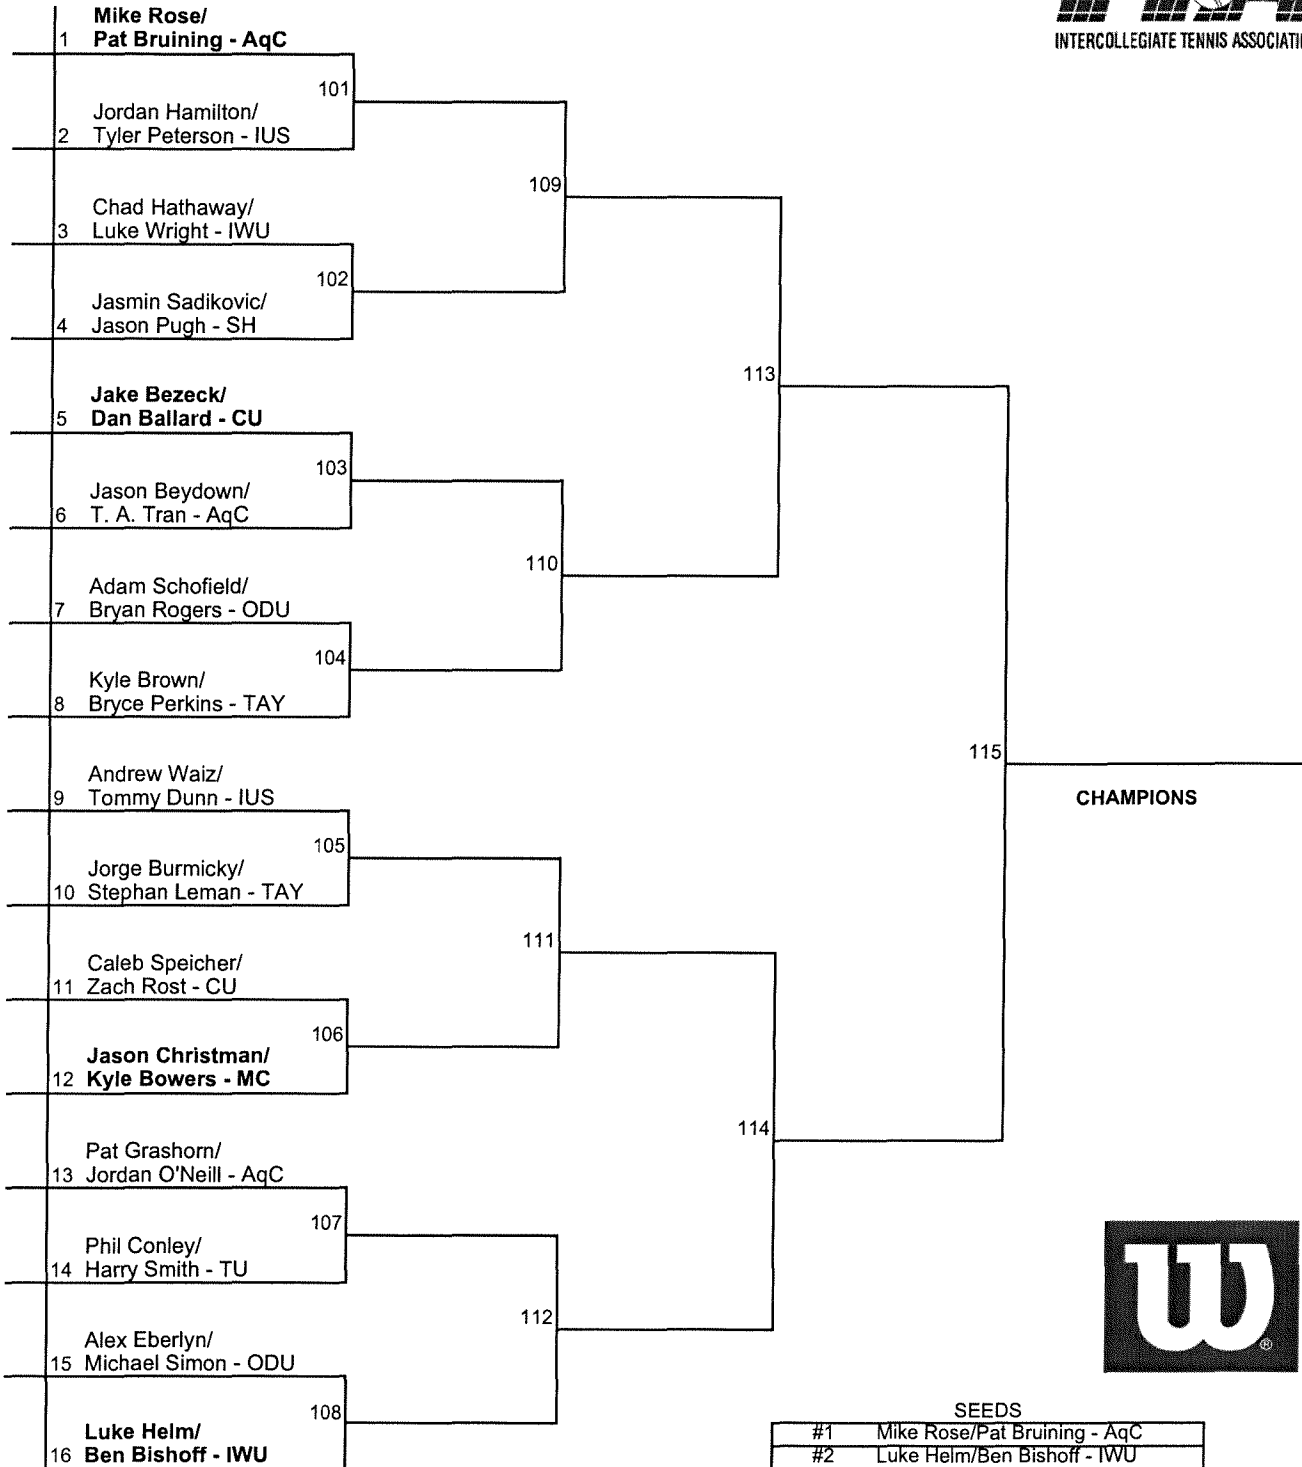 Mike Rose/
1 Pat Bruining - AqC
INTERCOLLEGIATE TENNIS
101
Jordan Hamilton/
2 Tyler Peterson - IUS
109
Chad Hathaway/
3 Luke Wright - IWU
102
Jasmin Sadikovic/
4 Jason Pugh - SH
113
Jake Bezeck/
5 Dan Ballard - CU
103
Jason Beydown/
6 T. A. Tran - AqC
110
Adam Schofield/
7 Bryan Rogers - ODU
104
Kyle Brown/
8 Bryce Perkins - TAY
115
Andrew Waiz/
9 Tommy Dunn - IUS
CHAMPIONS
105
Jorge Burmicky/
10 Stephan Leman - TAY
111
Caleb Speicher/
11 Zach Rost - CU
106
Jason Christman/
12 Kyle Bowers - MC
114
Pat Grashorn/
13 Jordan O'Neill - AqC
107
Phil Conley/
14 Harry Smith - TU
112
Alex Eberlyn/
15 Michael Simon - ODU
W
®
108
Luke Helm/
16 Ben Bishoff - IWU
SEEDS
#1 Mike Rose/Pat Bruining - AqC
#2 Luke Helm/Ben Bishoff - IWU